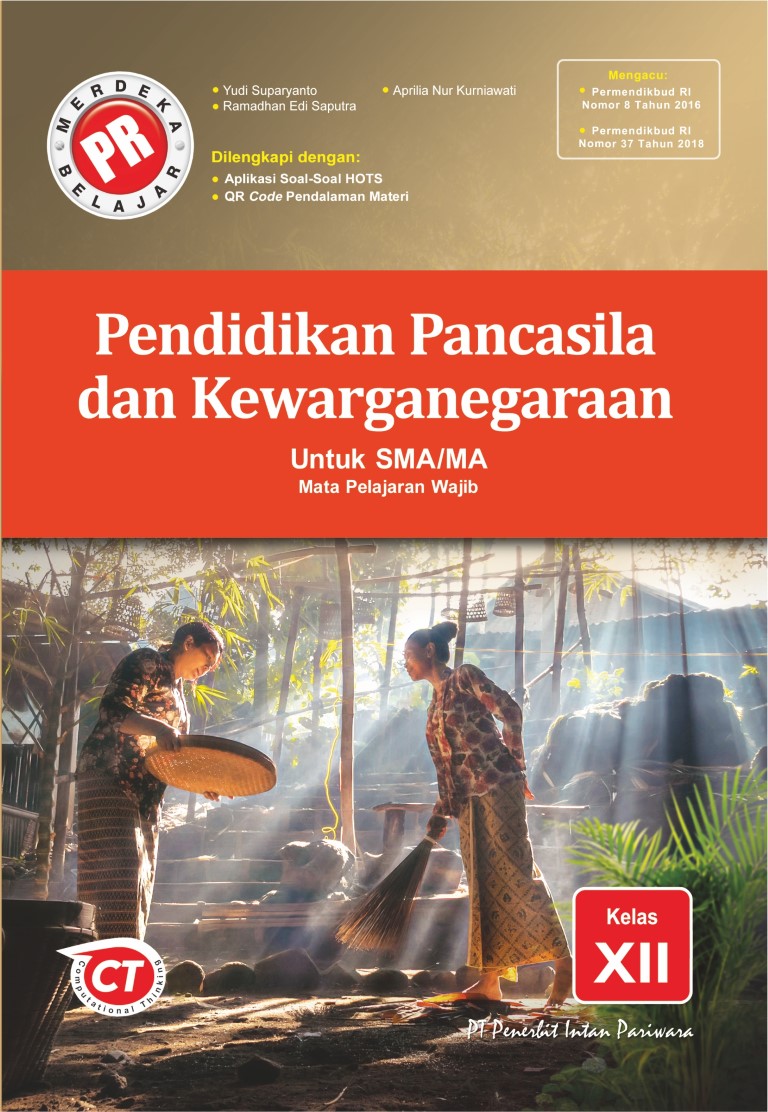 MERDEKA
PR
BELAJAR
• Yudi Suparyanto
• Ramadhan Edi Saputra
• Aprilia Nur Kurniawati
Dilengkapi dengan:
• Aplikasi Soal-Soal HOTS
• QR Code Pendalaman Materi
Mengacu:
• Permendikbud RI
Nomor 8 Tahun 2016
• Permendikbud RI
Nomor 37 Tahun 2018
Pendidikan Pancasila
dan Kewarganegaraan
Untuk SMA/MA
Mata Pelajaran Wajib
Kelas
XII
CT
Computational Thinking
PT Penerbit Intan Pariwara